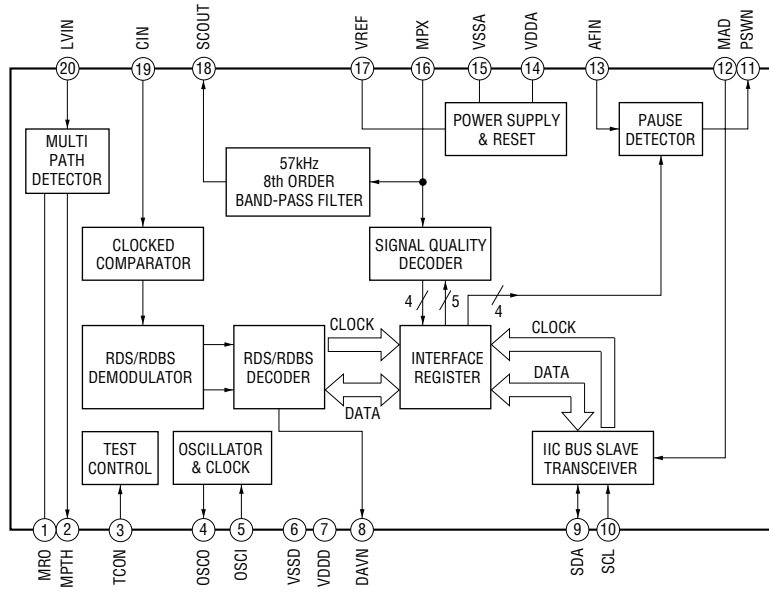 LVIN
CIN
SCOUT
VREF
MPX
VSSA
VDDA
AFIN
MAD
PSWN
20
19
18
17
16
15
14
13
12
11
MULTI
PATH
DETECTOR
57kHz
8th ORDER
BAND-PASS FILTER
POWER SUPPLY
& RESET
PAUSE
DETECTOR
CLOCKED
COMPARATOR
SIGNAL QUALITY
DECODER
4
5
4
RDS/RDBS
DEMODULATOR
RDS/RDBS
DECODER
CLOCK
DATA
INTERFACE
REGISTER
CLOCK
DATA
TEST
CONTROL
OSCILLATOR
& CLOCK
IIC BUS SLAVE
TRANSCEIVER
1
2
3
4
5
6
7
8
9
10
MRO
MPTH
TCON
OSCO
OSCI
VSSD
VDDD
DAVN
SDA
SCL